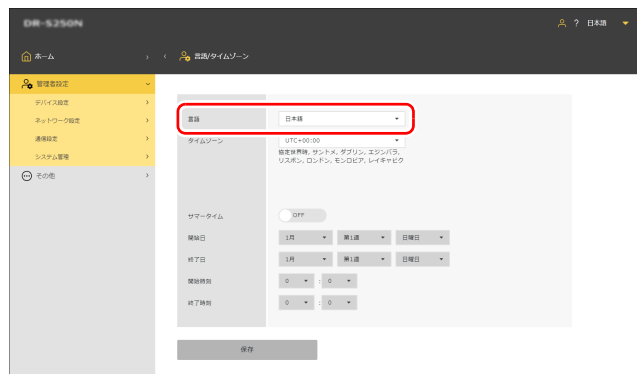 DR-S250N
? 日本語
ホーム
言語/タイムゾーン
管理者設定
デバイス設定
ネットワーク設定
通信設定
システム管理
その他
言語 日本語
タイムゾーン UTC+00:00
協定世界時, サントメ, ダブリン, エジンバラ,
リスボン, ロンドン, モンロビア, レイキャビク
サマータイム OFF
開始日 1月 第1週 日曜日
終了日 1月 第1週 日曜日
開始時刻 0 : 0
終了時刻 0 : 0
保存